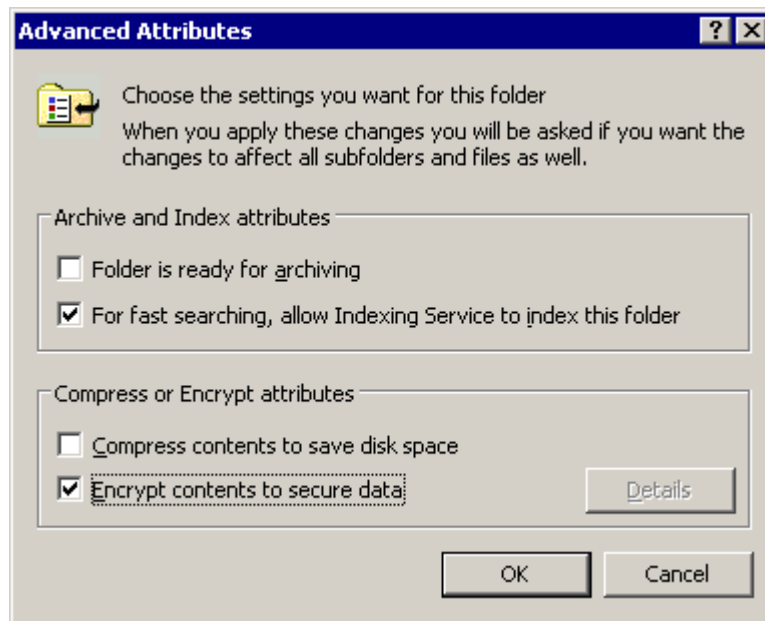 Advanced Attributes
Choose the settings you want for this folder
When you apply these changes you will be asked if you want the
changes to affect all subfolders and files as well.
Archive and Index attributes
Folder is ready for archiving
For fast searching, allow Indexing Service to index this folder
Compress or Encrypt attributes
Compress contents to save disk space
Encrypt contents to secure data
Details
OK Cancel